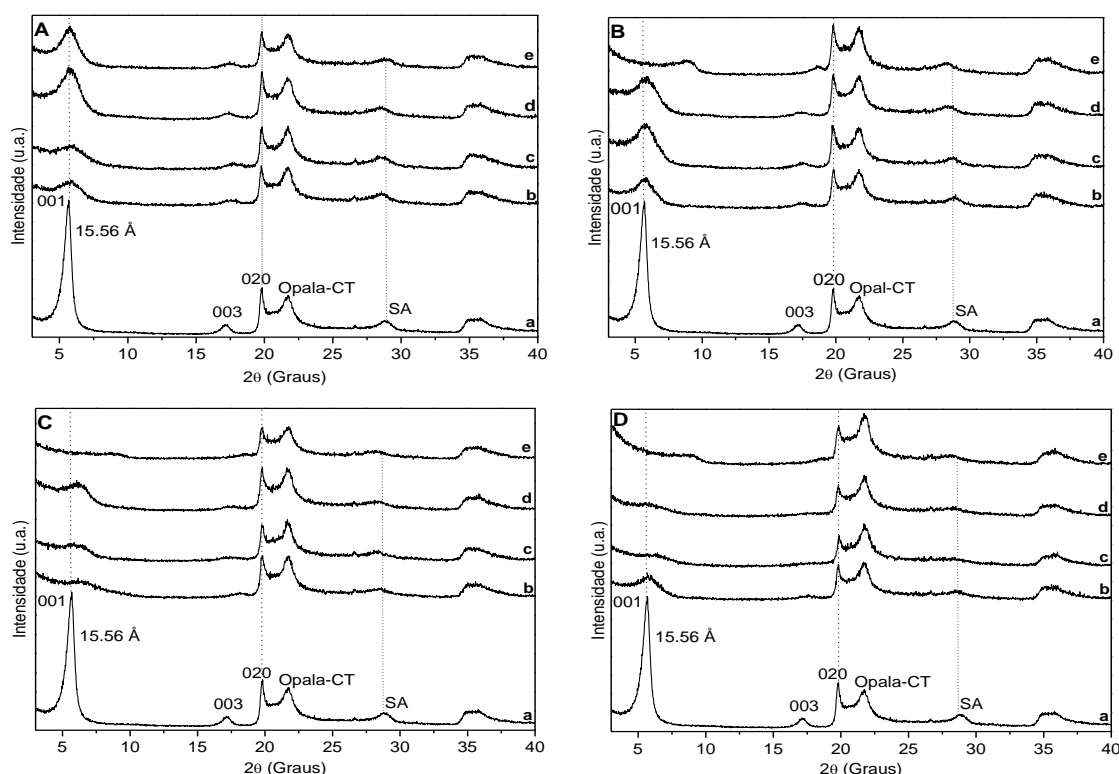 A
Intensidade (u.a.)
e
d
c
b
001
15.56 Å
003
020
Opala-CT
SA
a
5 10 15 20 25 30 35 40
2θ (Graus)
B
Intensidade (u.a.)
e
d
c
b
001
15.56 Å
003
020
Opal-CT
SA
a
5 10 15 20 25 30 35 40
2θ (Graus)
C
Intensidade (u.a.)
e
d
c
b
001
15.56 Å
003
020
Opala-CT
SA
a
5 10 15 20 25 30 35 40
2θ (Graus)
D
Intensidade (u.a.)
e
d
c
b
001
15.56 Å
003
020
Opala-CT
SA
a
5 10 15 20 25 30 35 40
2θ (Graus)